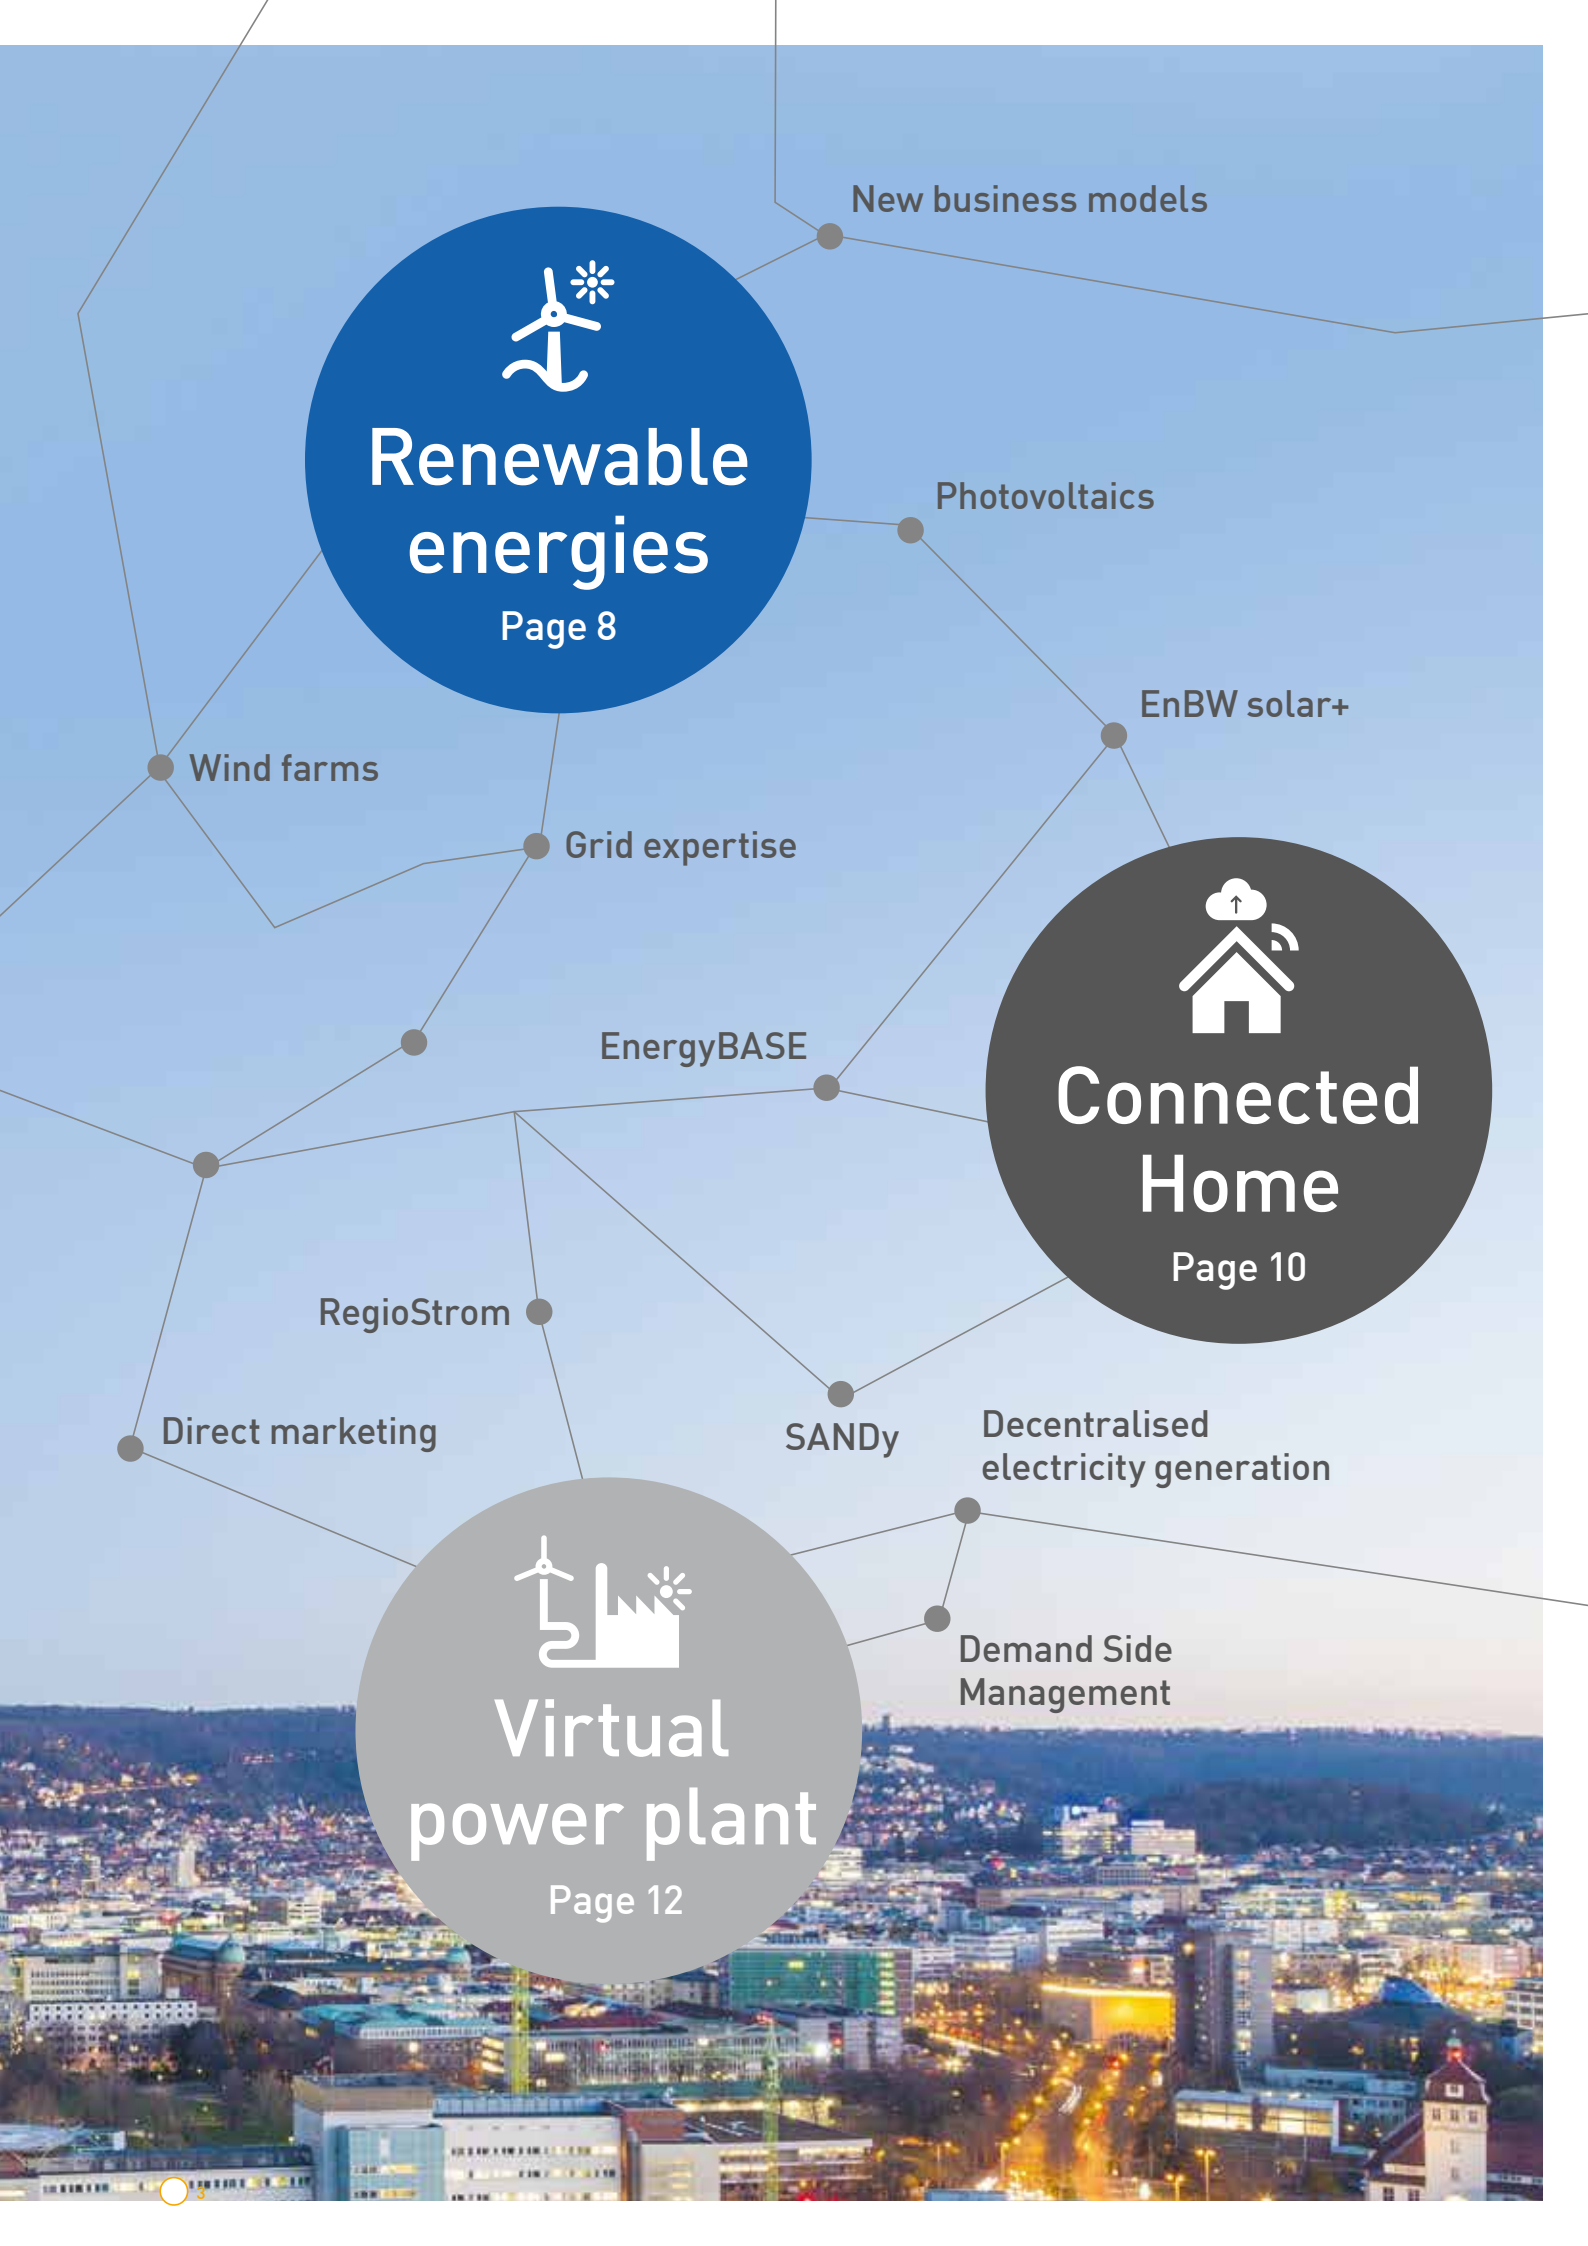 New business models
Renewable
energies
Page 8
Photovoltaics
EnBW solar+
Wind farms
Grid expertise
EnergyBASE
Connected
Home
Page 10
RegioStrom
Direct marketing
SANDy
Decentralised
electricity generation
Demand Side
Management
Virtual
power plant
Page 12
3